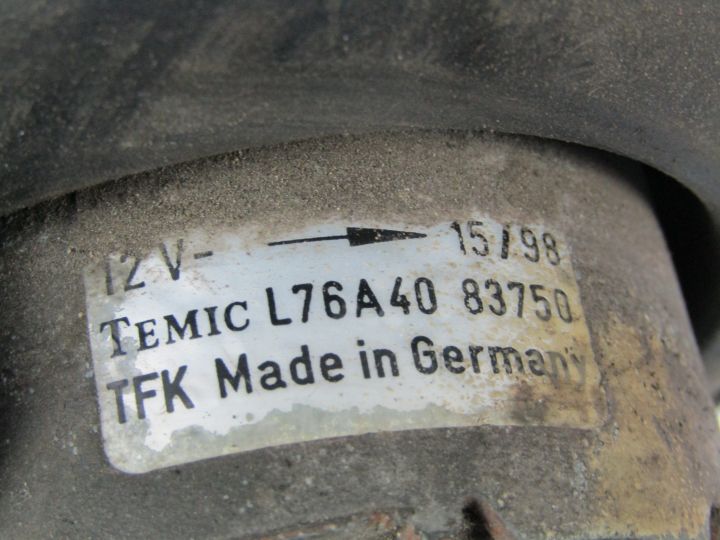 12 V- → 15/98
TEMIC L76A40 83750
TFK Made in Germany